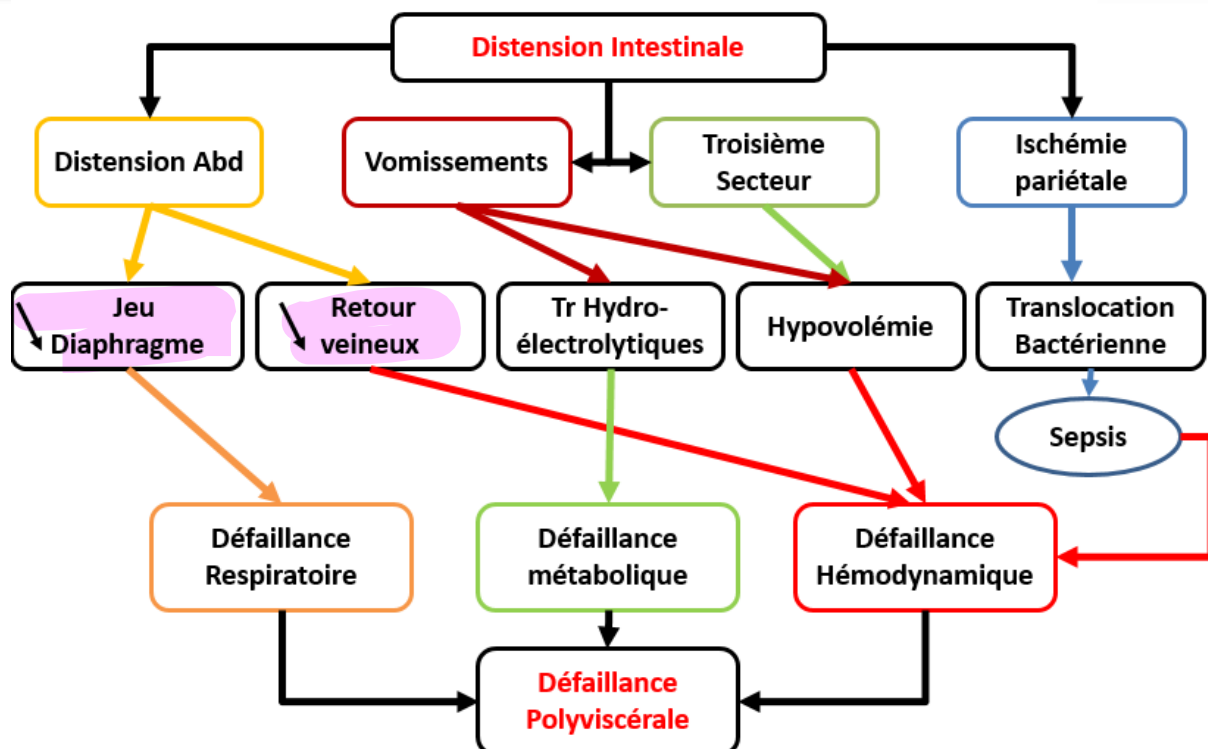 Distension Intestinale
Distension Abd
Vomissements
Troisième
Secteur
Ischémie
pariétale
Jeu
Diaphragme
Retour
veineux
Tr Hydro-
électrolytiques
Hypovolémie
Translocation
Bactérienne
Sepsis
Défaillance
Respiratoire
Défaillance
métabolique
Défaillance
Hémodynamique
Défaillance
Polyviscérale